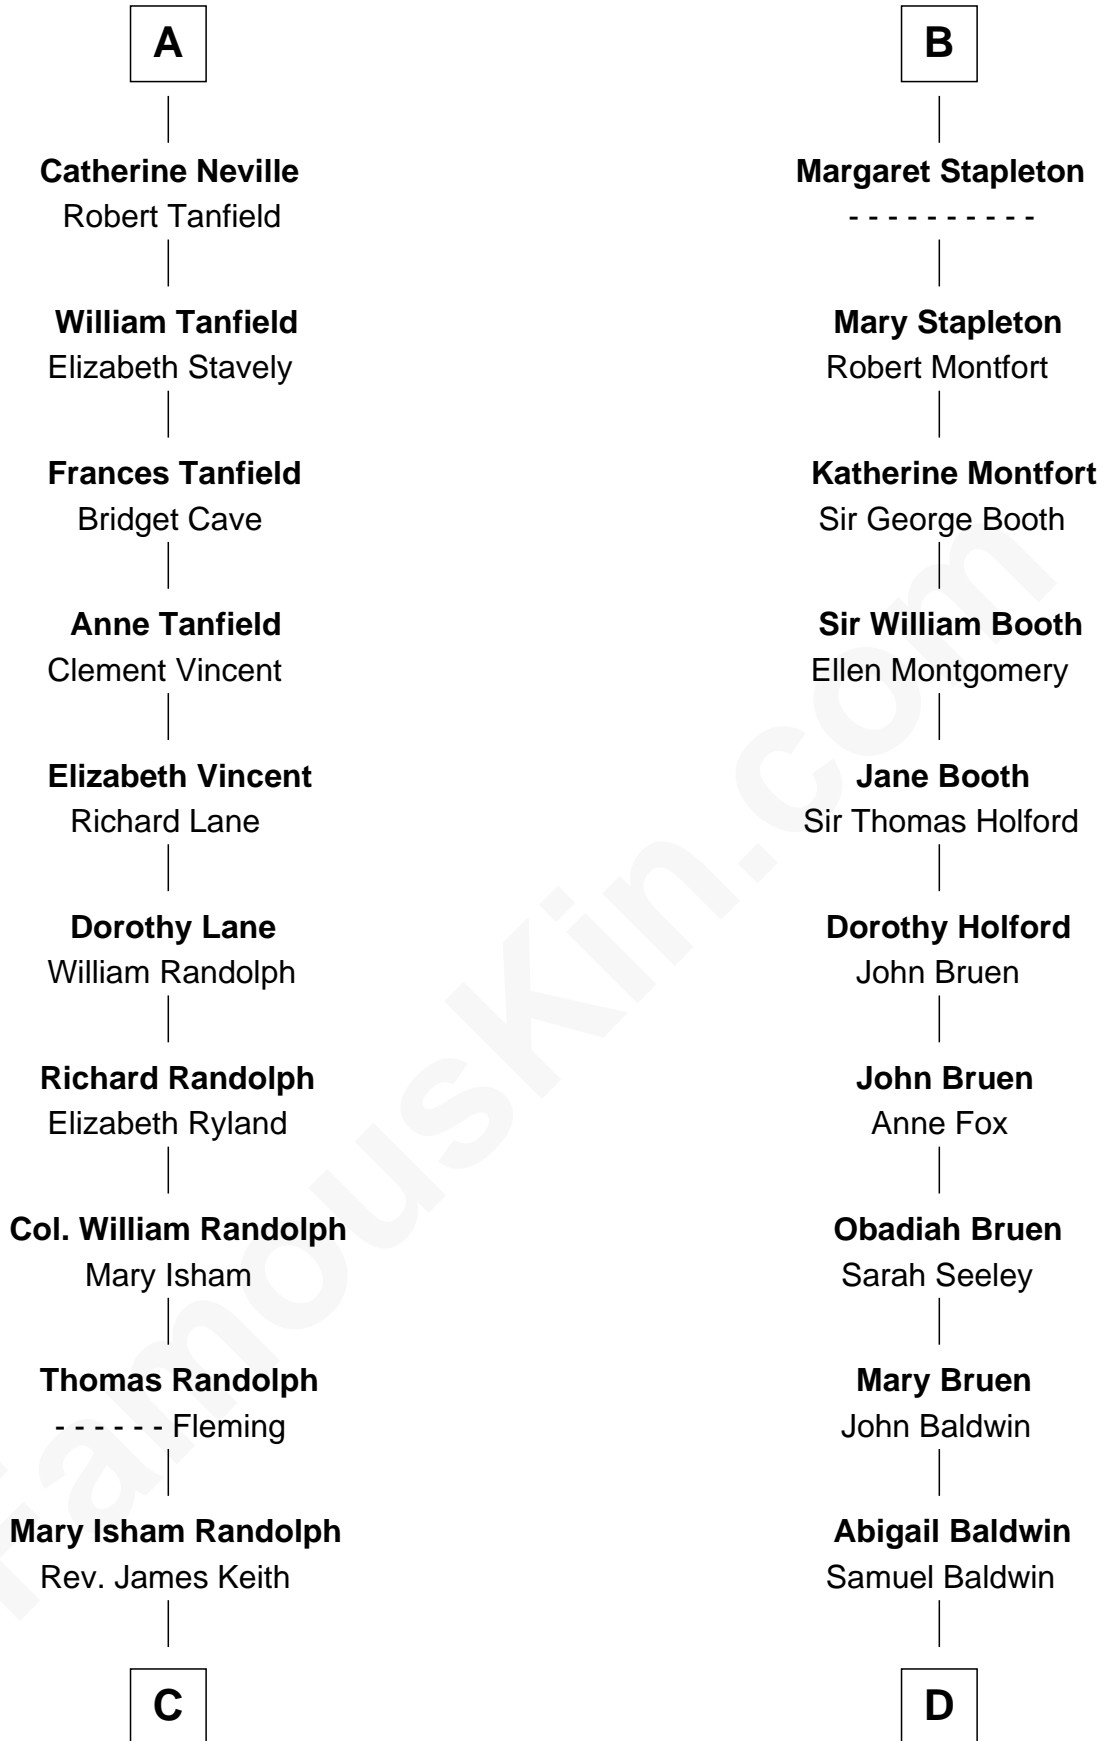 A
Catherine Neville
Robert Tanfield
William Tanfield
Elizabeth Stavely
Frances Tanfield
Bridget Cave
Anne Tanfield
Clement Vincent
Elizabeth Vincent
Richard Lane
Dorothy Lane
William Randolph
Richard Randolph
Elizabeth Ryland
Col. William Randolph
Mary Isham
Thomas Randolph
- - - - - - Fleming
Mary Isham Randolph
Rev. James Keith
C
B
Margaret Stapleton
- - - - - - - - - -
Mary Stapleton
Robert Montfort
Katherine Montfort
Sir George Booth
Sir William Booth
Ellen Montgomery
Jane Booth
Sir Thomas Holford
Dorothy Holford
John Bruen
John Bruen
Anne Fox
Obadiah Bruen
Sarah Seeley
Mary Bruen
John Baldwin
Abigail Baldwin
Samuel Baldwin
D
FamousKin.com